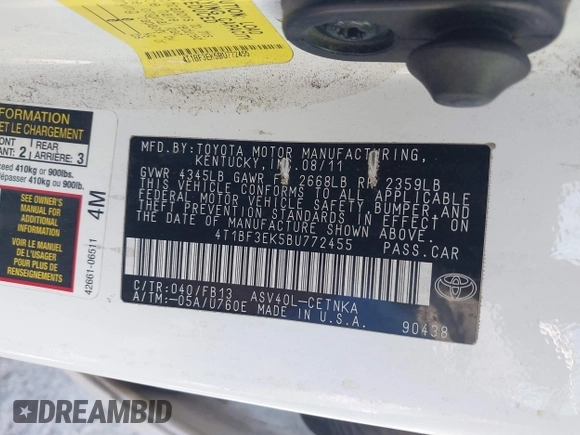 4T1BF3EK5BU772455
INFORMATION
ET LE CHARGEMENT
2
REAR
ARRIÈRE: 3
exceed 410kg or 900lbs.
dépasser 410kg ou 900lb.
SEE OWNER'S
MANUAL FOR
ADDITIONAL
INFORMATION
VOIR LE MANUEL
DE L'USAGER
POUR PLUS DE
RENSEIGNEMENTS
4M
42661-06511
MFD.BY:TOYOTA MOTOR MANUFACTURING,
KENTUCKY, 08/11
GVWR 4345LB GAWR 2668LB 2359LB
THIS VEHICLE CONFORMS TO ALL APPLICABLE
FEDERAL MOTOR VEHICLE SAFETY,BUMPER,AND
THEFT PREVENTION STANDARDS IN EFFECT ON
THE DATE OF MANUFACTURE SHOWN ABOVE.
4T1BF3EK5BU772455 PASS.CAR
C/TR:040/FB13 ASV40L-CETNKA
A/TM:-05A/U760E MADE IN U.S.A.
TOYOTA
90438
DREAMBID